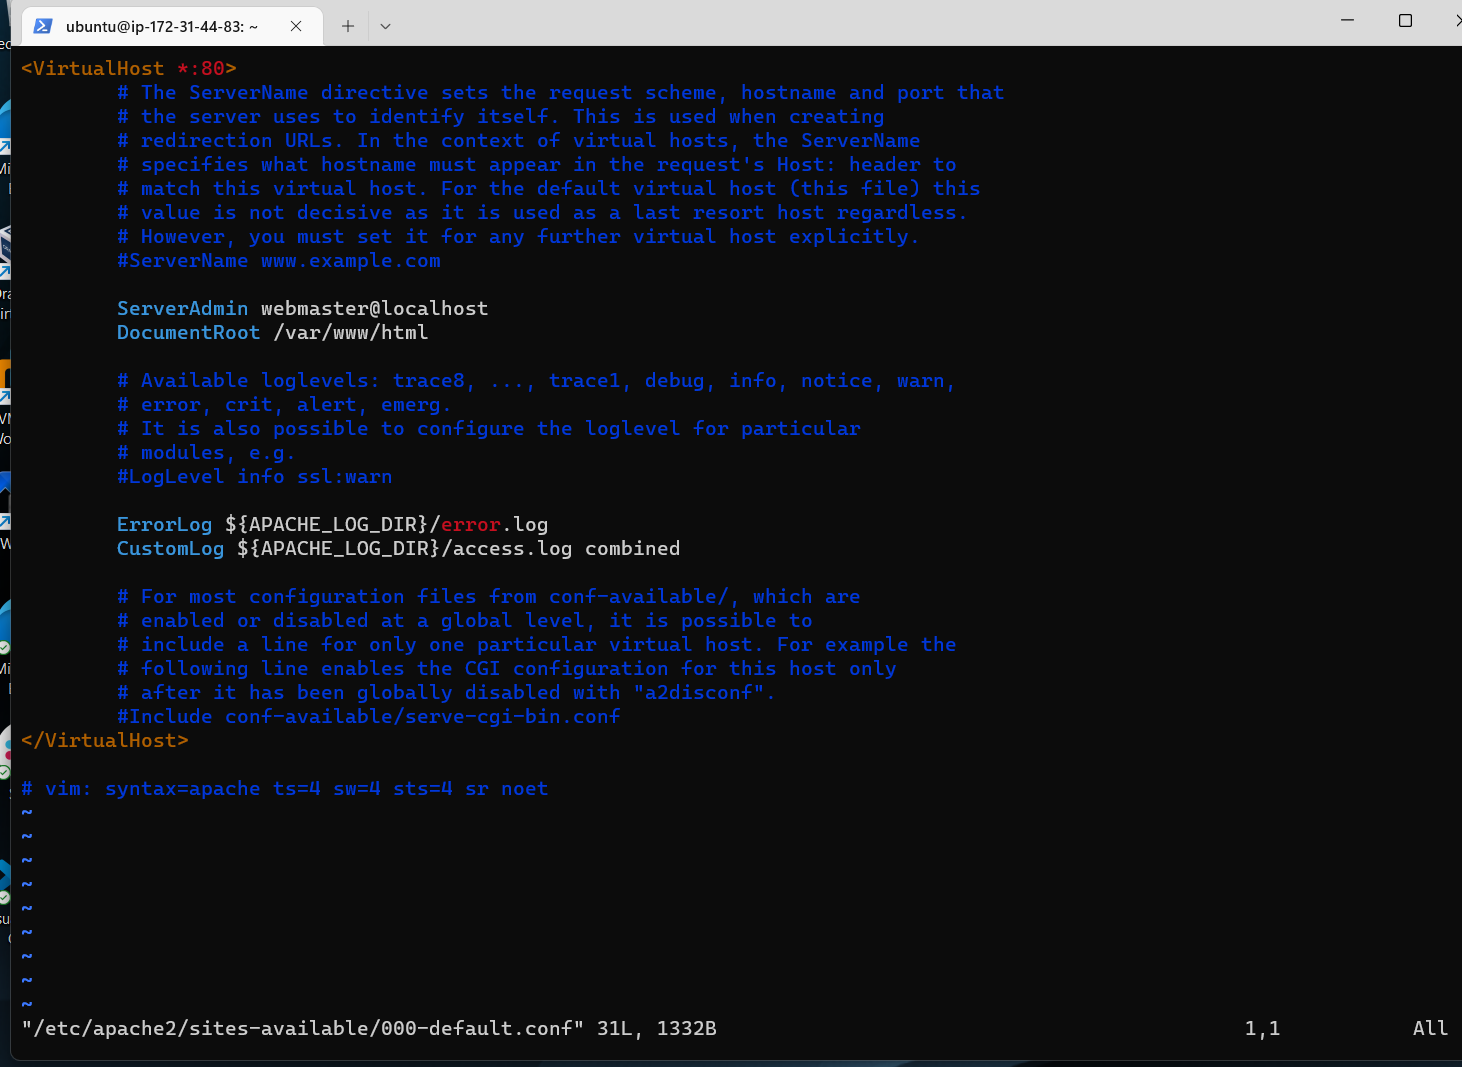 ubuntu@ip-172-31-44-83: ~
<VirtualHost *:80>
# The ServerName directive sets the request scheme, hostname and port that
# the server uses to identify itself. This is used when creating
# redirection URLs. In the context of virtual hosts, the ServerName
# specifies what hostname must appear in the request's Host: header to
# match this virtual host. For the default virtual host (this file) this
# value is not decisive as it is used as a last resort host regardless.
# However, you must set it for any further virtual host explicitly.
#ServerName www.example.com
ServerAdmin webmaster@localhost
DocumentRoot /var/www/html
# Available loglevels: trace8, ..., trace1, debug, info, notice, warn,
# error, crit, alert, emerg.
# It is also possible to configure the loglevel for particular
# modules, e.g.
#LogLevel info ssl:warn
ErrorLog ${APACHE_LOG_DIR}/error.log
CustomLog ${APACHE_LOG_DIR}/access.log combined
# For most configuration files from conf-available/, which are
# enabled or disabled at a global level, it is possible to
# include a line for only one particular virtual host. For example the
# following line enables the CGI configuration for this host only
# after it has been globally disabled with "a2disconf".
#Include conf-available/serve-cgi-bin.conf
</VirtualHost>
# vim: syntax=apache ts=4 sw=4 sts=4 sr noet
~
~
~
~
~
~
~
~
~
"/etc/apache2/sites-available/000-default.conf" 31L, 1332B 1,1 All